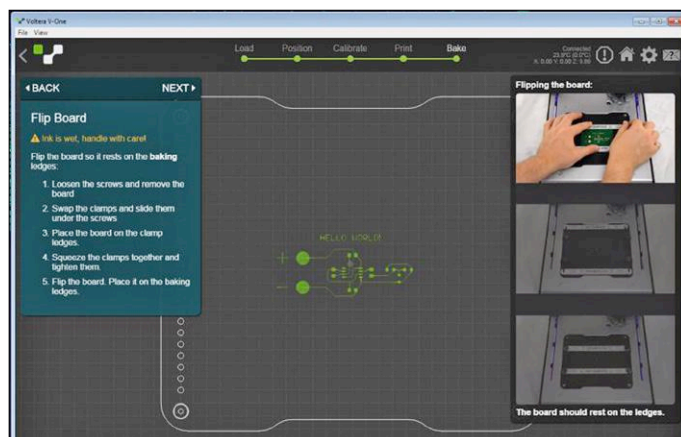 Voltera V-One
File View
Load Position Calibrate Print Bake
Connected
◂BACK NEXT▸
Flip Board
Ink is wet, handle with care!
Flip the board so it rests on the baking
ledges:
1. Loosen the screws and remove the
board
2. Swap the clamps and slide them
under the screws
3. Place the board on the clamp
ledges.
4. Squeeze the clamps together and
tighten them.
5. Flip the board. Place it on the baking
ledges.
HELLO WORLD!
+
−
Flipping the board:
The board should rest on the ledges.